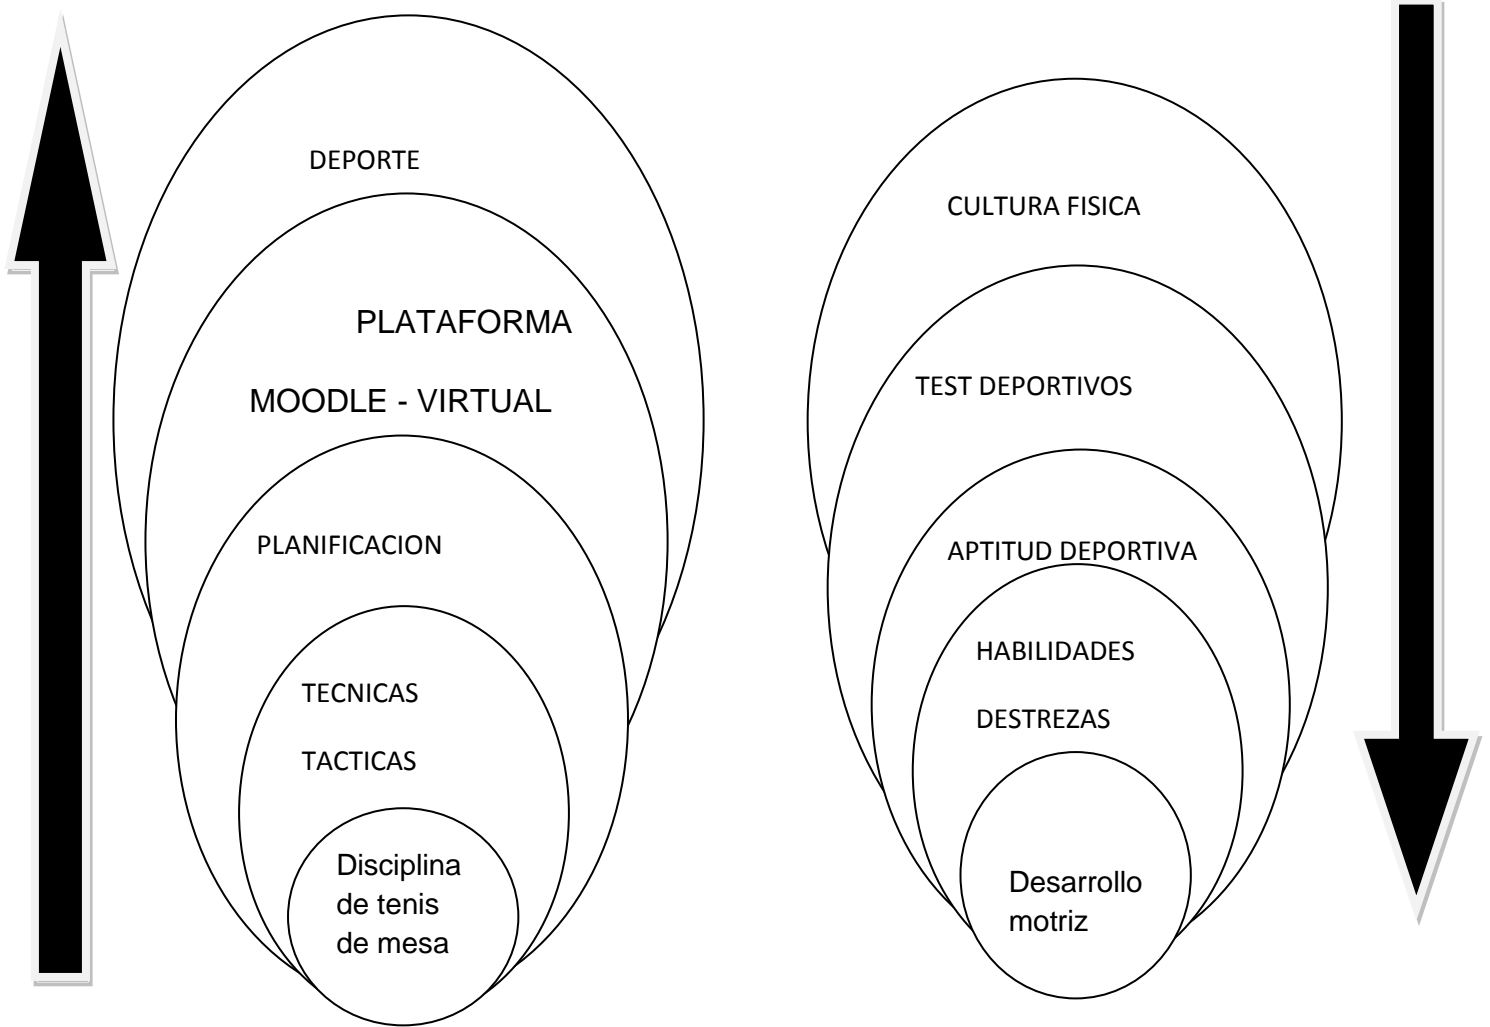 DEPORTE
PLATAFORMA
MOODLE - VIRTUAL
PLANIFICACION
TECNICAS
TACTICAS
Disciplina
de tenis
de mesa
CULTURA FISICA
TEST DEPORTIVOS
APTITUD DEPORTIVA
HABILIDADES
DESTREZAS
Desarrollo
motriz